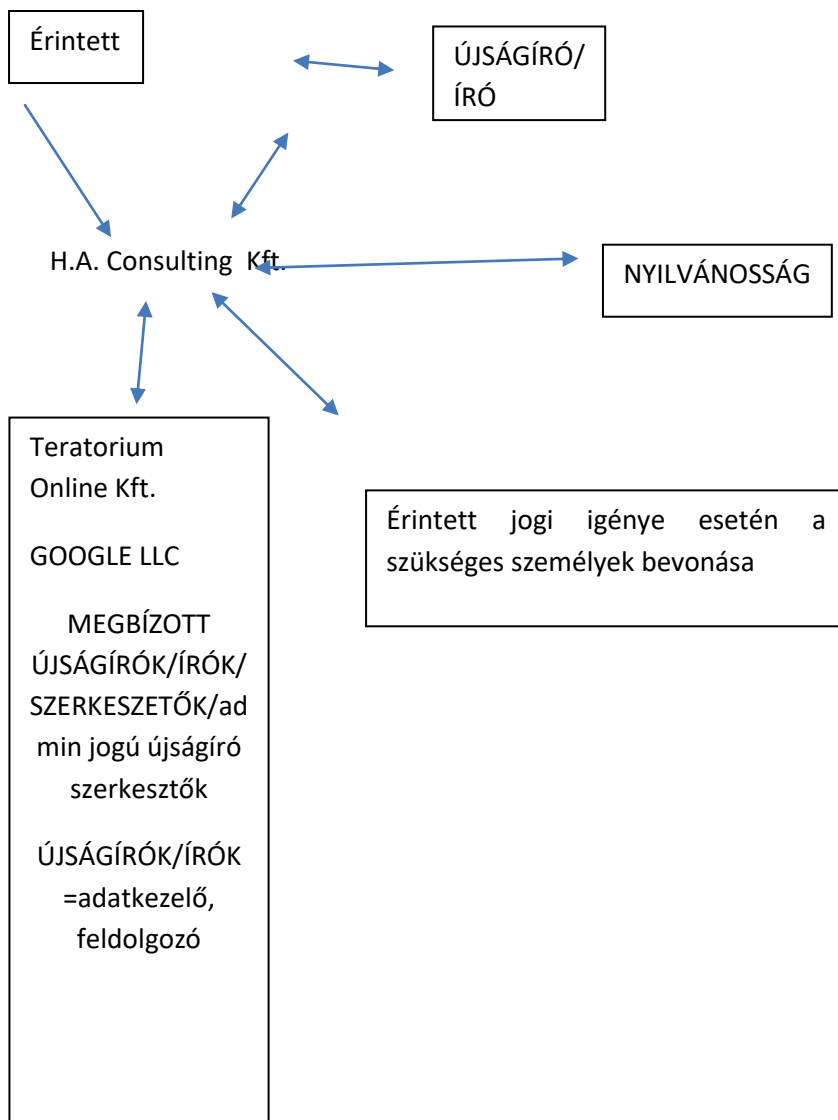 Érintett
ÚJSÁGÍRÓ/
ÍRÓ
H.A. Consulting Kft.
NYILVÁNOSSÁG
Teratorium
Online Kft.
GOOGLE LLC
MEGBÍZOTT
ÚJSÁGÍRÓK/ÍRÓK/
SZERKESZETŐK/ad
min jogú újságíró
szerkesztők
ÚJSÁGÍRÓK/ÍRÓK
=adatkezelő,
feldolgozó
Érintett jogi igénye esetén a
szükséges személyek bevonása